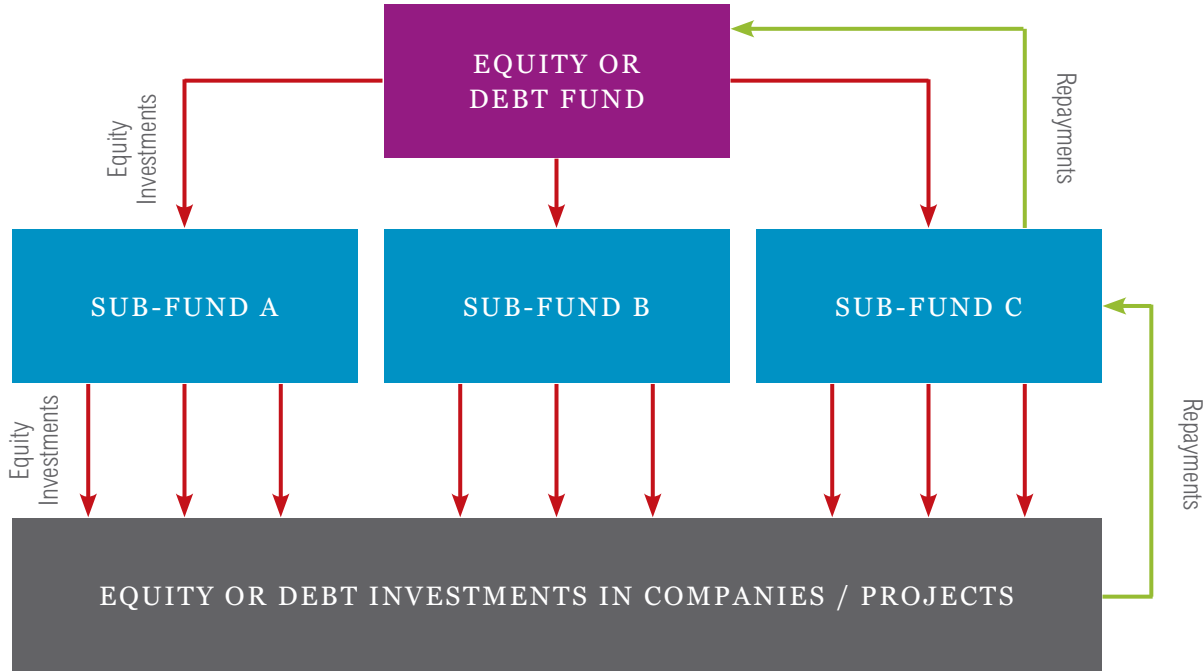 EQUITY OR
DEBT FUND
Equity
Investments
Repayments
SUB-FUND A
SUB-FUND B
SUB-FUND C
Equity
Investments
Repayments
EQUITY OR DEBT INVESTMENTS IN COMPANIES / PROJECTS